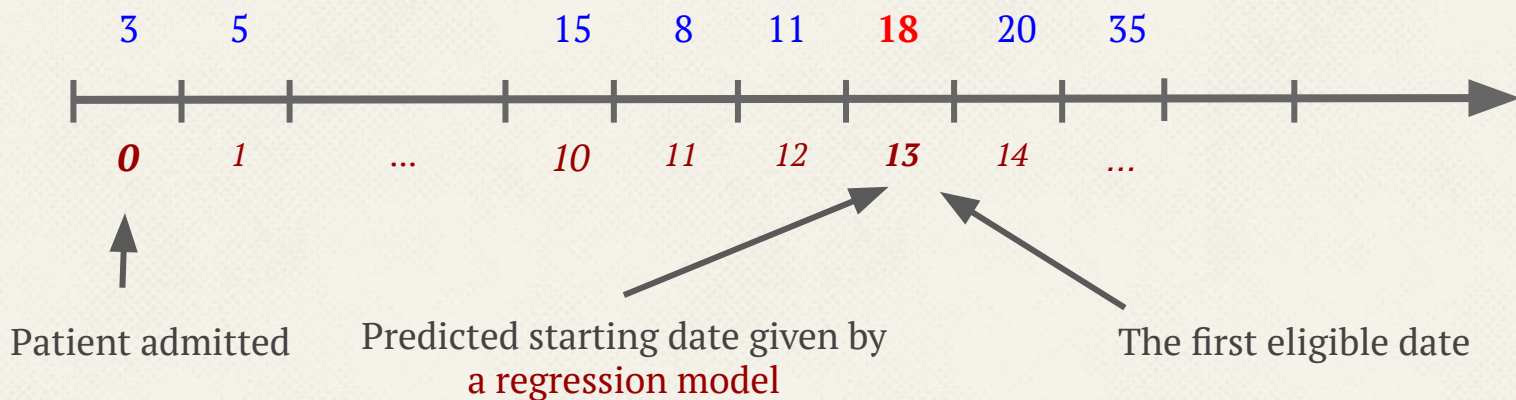 3 5 15 8 11 18 20 35
0 1 ... 10 11 12 13 14 ...
Patient admitted
Predicted starting date given by
a regression model
The first eligible date